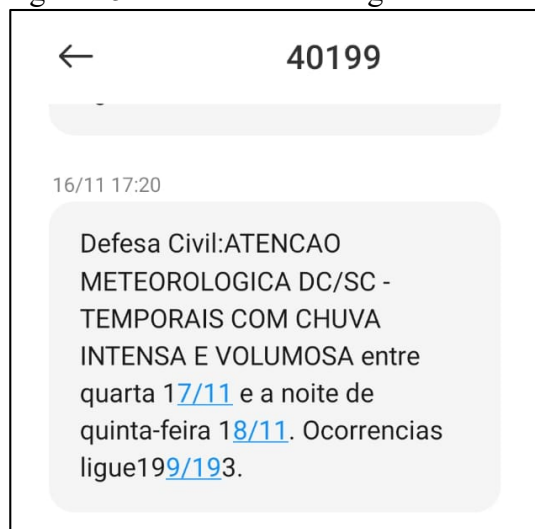 40199
16/11 17:20
Defesa Civil:ATENCAO
METEOROLOGICA DC/SC -
TEMPORAIS COM CHUVA
INTENSA E VOLUMOSA entre
quarta 17/11 e a noite de
quinta-feira 18/11. Ocorrencias
ligue199/193.